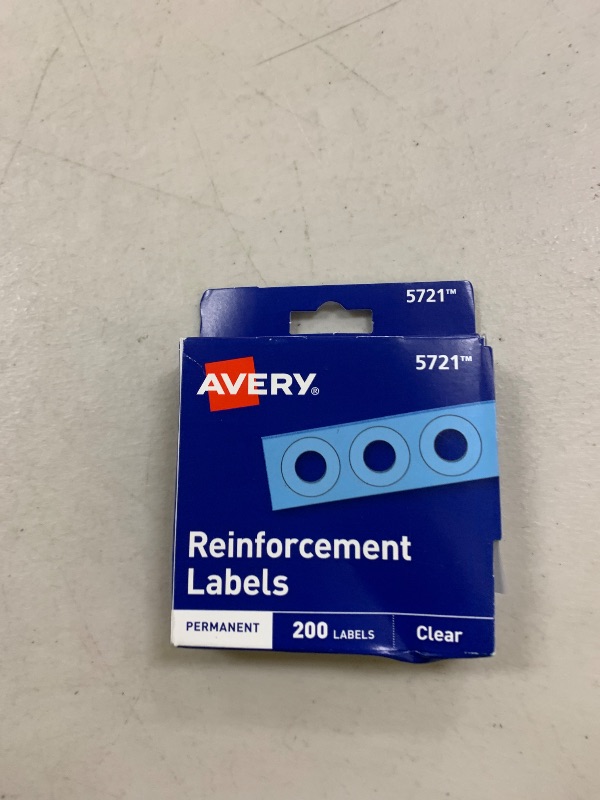 5721™
5721™
AVERY®
Reinforcement
Labels
PERMANENT 200 LABELS Clear